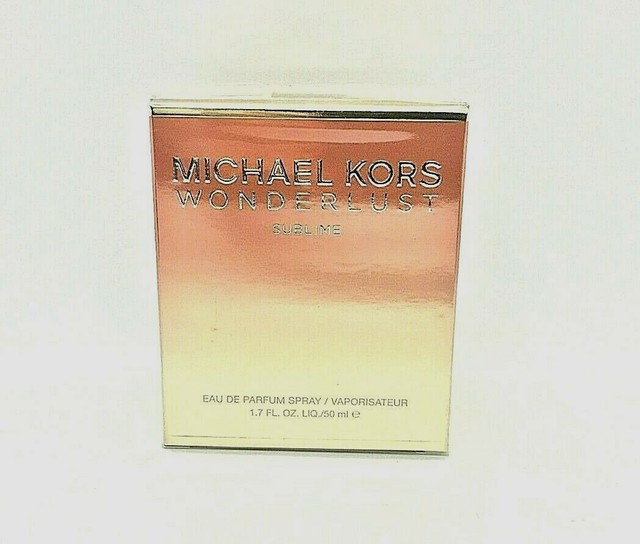 MICHAEL KORS
WONDERLUST
SUBLIME
EAU DE PARFUM SPRAY / VAPORISATEUR
1.7 FL. OZ. LIQ./50 ml ℮